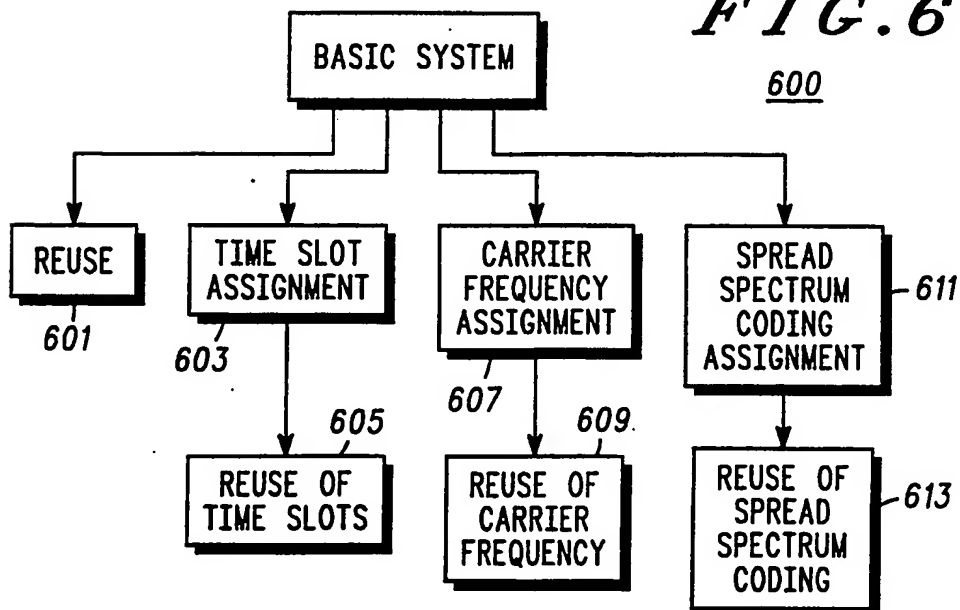 FIG.6
600
BASIC SYSTEM
REUSE
601
TIME SLOT
ASSIGNMENT
603
CARRIER
FREQUENCY
ASSIGNMENT
607
SPREAD
SPECTRUM
CODING
ASSIGNMENT
611
605
REUSE OF
TIME SLOTS
609
REUSE OF
CARRIER
FREQUENCY
REUSE OF
SPREAD
SPECTRUM
CODING
613